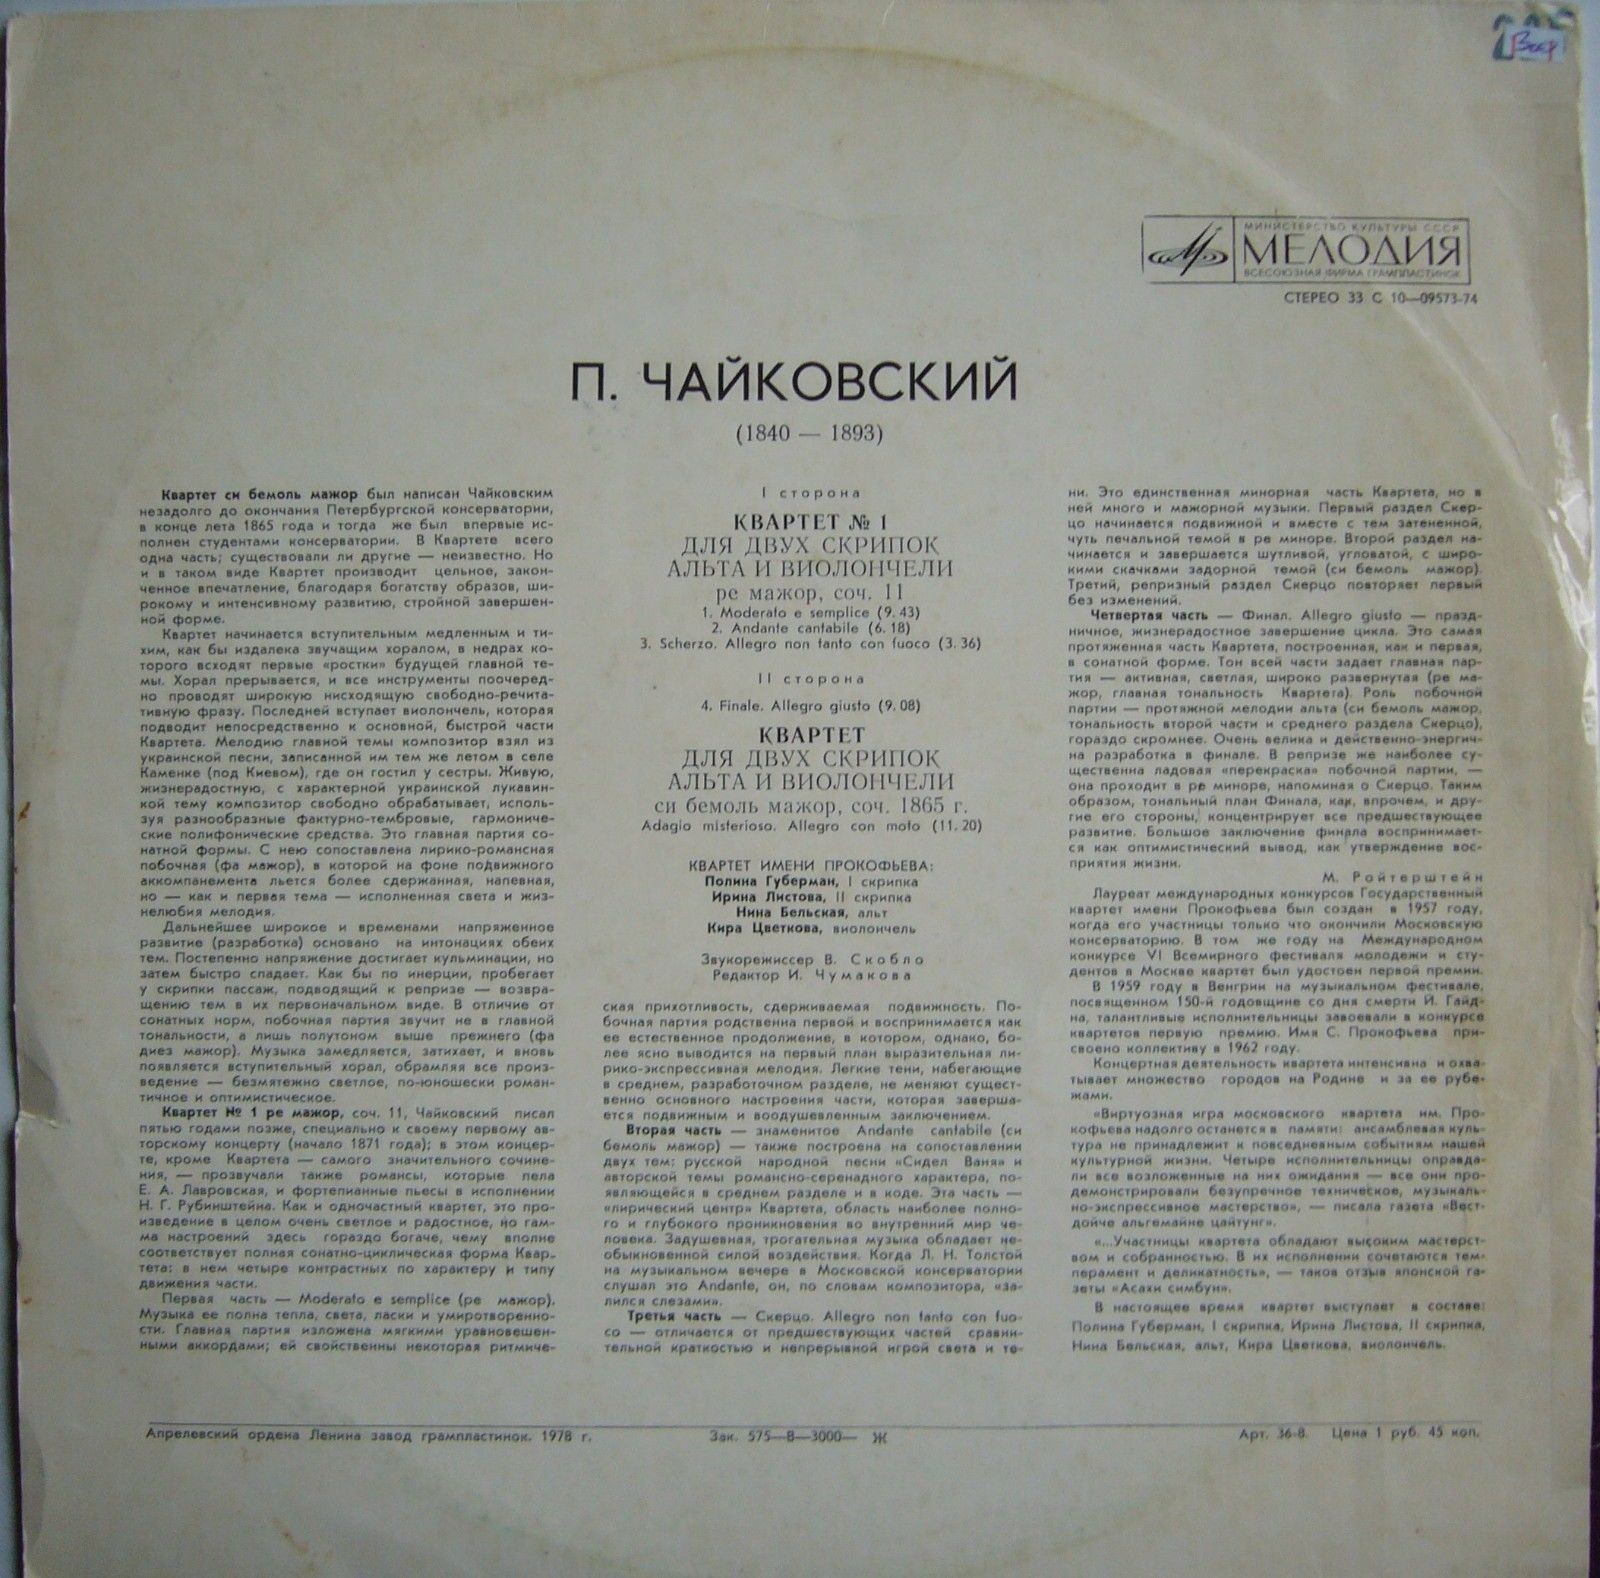 МИНИСТЕРСТВО КУЛЬТУРЫ СССР
МЕЛОДИЯ
ВСЕСОЮЗНАЯ ФИРМА ГРАМПЛАСТИНОК
СТЕРЕО 33 С 10—09573-74
П. ЧАЙКОВСКИЙ
(1840 — 1893)
Квартет си бемоль мажор был написан Чайковским
незадолго до окончания Петербургской консерватории,
в конце лета 1865 года и тогда же был впервые ис-
полнен студентами консерватории. В Квартете всего
одна часть; существовали ли другие — неизвестно. Но
и в таком виде Квартет производит цельное, закон-
ченное впечатление, благодаря богатству образов, ши-
рокому и интенсивному развитию, стройной завершен-
ной форме.
Квартет начинается вступительным медленным и ти-
хим, как бы издалека звучащим хоралом, в недрах ко-
торого всходят первые «ростки» будущей главной те-
мы. Хорал прерывается, и все инструменты поочеред-
но проводят широкую нисходящую свободно-речита-
тивную фразу. Последней вступает виолончель, которая
подводит непосредственно к основной, быстрой части
Квартета. Мелодию главной темы композитор взял из
украинской песни, записанной им тем же летом в селе
Каменке (под Киевом), где он гостил у сестры. Живую,
жизнерадостную, с характерной украинской лукавин-
кой тему композитор свободно обрабатывает, исполь-
зуя разнообразные фактурно-тембровые, гармониче-
ские полифонические средства. Это главная партия со-
натной формы. С нею сопоставлена лирико-романсная
побочная (фа мажор), в которой на фоне подвижного
аккомпанемента льется более сдержанная, напевная,
но — как и первая тема — исполненная света и жиз-
нелюбия мелодия.
Дальнейшее широкое и временами напряженное
развитие (разработка) основано на интонациях обеих
тем. Постепенно напряжение достигает кульминации, но
затем быстро спадает. Как бы по инерции, пробегает
у скрипки пассаж, подводящий к репризе — возвра-
щению тем в их первоначальном виде. В отличие от
сонатных норм, побочная партия звучит не в главной
тональности, а лишь полутоном выше прежнего (фа
диез мажор). Музыка замедляется, затихает, и вновь
появляется вступительный хорал, обрамляя все произ-
ведение — безмятежно светлое, по-юношески роман-
тичное и оптимистическое.
Квартет № 1 ре мажор, соч. 11, Чайковский писал
пятью годами позже, специально к своему первому ав-
торскому концерту (начало 1871 года); в этом концер-
те, кроме Квартета — самого значительного сочине-
ния, — прозвучали также романсы, которые пела
Е. А. Лавровская, и фортепианные пьесы в исполнении
Н. Г. Рубинштейна. Как и одночастный квартет, это про-
изведение в целом очень светлое и радостное, но гам-
ма настроений здесь гораздо богаче, чему вполне
соответствует полная сонатно-циклическая форма Квар-
тета: в нем четыре контрастных по характеру и типу
движения части.
Первая часть — Moderato e semplice (ре мажор).
Музыка ее полна тепла, света, ласки и умиротворенно-
сти. Главная партия изложена мягкими уравновешен-
ными аккордами; ей свойственны некоторая ритмиче-
I сторона
КВАРТЕТ № 1
ДЛЯ ДВУХ СКРИПОК
АЛЬТА И ВИОЛОНЧЕЛИ
ре мажор, соч. 11
1. Moderato e semplice (9.43)
2. Andante cantabile (6.18)
3. Scherzo. Allegro non tanto con fuoco (3.36)
II сторона
4. Finale. Allegro giusto (9.08)
КВАРТЕТ
ДЛЯ ДВУХ СКРИПОК
АЛЬТА И ВИОЛОНЧЕЛИ
си бемоль мажор, соч. 1865 г.
Adagio misterioso. Allegro con moto (11.20)
КВАРТЕТ ИМЕНИ ПРОКОФЬЕВА:
Полина Губерман, I скрипка
Ирина Листова, II скрипка
Нина Бельская, альт
Кира Цветкова, виолончель
Звукорежиссер В. Скобло
Редактор И. Чумакова
ская прихотливость, сдерживаемая подвижность. По-
бочная партия родственна первой и воспринимается как
ее естественное продолжение, в котором, однако, бо-
лее ясно выводится на первый план выразительная ли-
рико-экспрессивная мелодия. Легкие тени, набегающие
в среднем, разработочном разделе, не меняют сущест-
венно основного настроения части, которая заверша-
ется подвижным и воодушевленным заключением.
Вторая часть — знаменитое Andante cantabile (си
бемоль мажор) — также построена на сопоставлении
двух тем: русской народной песни «Сидел Ваня» и
авторской темы романсно-серенадного характера, по-
являющейся в среднем разделе и в коде. Эта часть —
«лирический центр» Квартета, область наиболее полно-
го и глубокого проникновения во внутренний мир че-
ловека. Задушевная, трогательная музыка обладает не-
обыкновенной силой воздействия. Когда Л. Н. Толстой
на музыкальном вечере в Московской консерватории
слушал это Andante, он, по словам композитора, «за-
лился слезами».
Третья часть — Скерцо. Allegro non tanto con fuo-
co — отличается от предшествующих частей сравни-
тельной краткостью и непрерывной игрой света и те-
ни. Это единственная минорная часть Квартета, но в
ней много и мажорной музыки. Первый раздел Скер-
цо начинается подвижной и вместе с тем затененной,
чуть печальной темой в ре миноре. Второй раздел на-
чинается и завершается шутливой, угловатой, с широ-
кими скачками задорной темой (си бемоль мажор).
Третий, репризный раздел Скерцо повторяет первый
без изменений.
Четвертая часть — Финал. Allegro giusto — празд-
ничное, жизнерадостное завершение цикла. Это самая
протяженная часть Квартета, построенная, как и первая,
в сонатной форме. Тон всей части задает главная пар-
тия — активная, светлая, широко развернутая (ре ма-
жор, главная тональность Квартета). Роль побочной
партии — протяжной мелодии альта (си бемоль мажор,
тональность второй части и среднего раздела Скерцо),
гораздо скромнее. Очень велика и действенно-энергич-
на разработка в финале. В репризе же наиболее су-
щественна ладовая «перекраска» побочной партии, —
она проходит в ре миноре, напоминая о Скерцо. Таким
образом, тональный план Финала, как, впрочем, и дру-
гие его стороны, концентрирует все предшествующее
развитие. Большое заключение финала воспринимает-
ся как оптимистический вывод, как утверждение вос-
приятия жизни.
М. Ройтерштейн
Лауреат международных конкурсов Государственный
квартет имени Прокофьева был создан в 1957 году,
когда его участницы только что окончили Московскую
консерваторию. В том же году на Международном
конкурсе VI Всемирного фестиваля молодежи и сту-
дентов в Москве квартет был удостоен первой премии.
В 1959 году в Венгрии на музыкальном фестивале,
посвященном 150-й годовщине со дня смерти И. Гайд-
на, талантливые исполнительницы завоевали в конкурсе
квартетов первую премию. Имя С. Прокофьева при-
своено коллективу в 1962 году.
Концертная деятельность квартета интенсивна и охва-
тывает множество городов на Родине и за ее рубе-
жами.
«Виртуозная игра московского квартета им. Про-
кофьева надолго останется в памяти: ансамблевая куль-
тура не принадлежит к повседневным событиям нашей
культурной жизни. Четыре исполнительницы оправда-
ли все возложенные на них ожидания — все они про-
демонстрировали безупречное техническое, музыкаль-
но-экспрессивное мастерство», — писала газета «Вест-
дойче альгемайне цайтунг».
«...Участницы квартета обладают высоким мастерст-
вом и собранностью. В их исполнении сочетаются тем-
перамент и деликатность», — таков отзыв японской га-
зеты «Асахи симбун».
В настоящее время квартет выступает в составе:
Полина Губерман, I скрипка, Ирина Листова, II скрипка,
Нина Бельская, альт, Кира Цветкова, виолончель.
Апрелевский ордена Ленина завод грампластинок. 1978 г.
Зак. 575—8—3000— Ж
Арт. 36-8. Цена 1 руб. 45 коп.